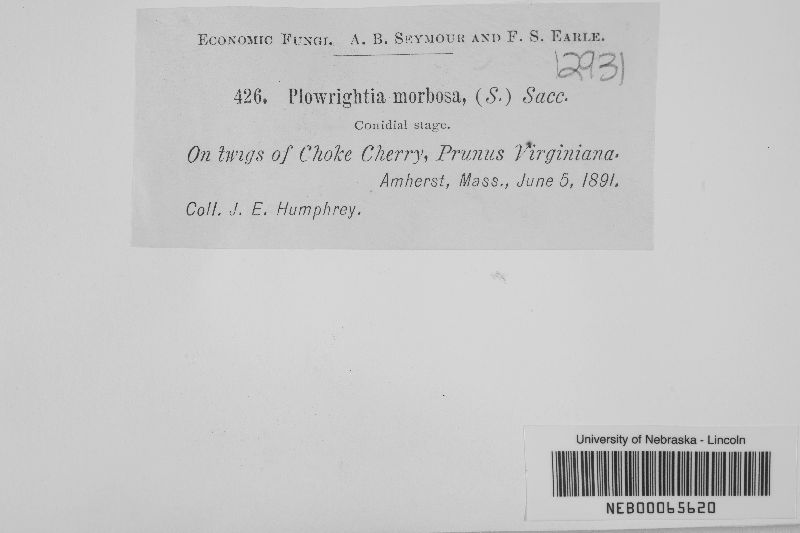 Economic Fungi. A. B. Seymour and F. S. Earle.
12931
426. Plowrightia morbosa, (S.) Sacc.
Conidial stage.
On twigs of Choke Cherry, Prunus Virginiana.
Amherst, Mass., June 5, 1891.
Coll. J. E. Humphrey.
University of Nebraska - Lincoln
NEB00065620